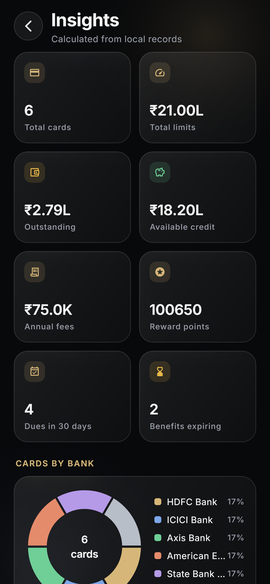 Insights
Calculated from local records
6
Total cards
₹21.00L
Total limits
₹2.79L
Outstanding
₹18.20L
Available credit
₹75.0K
Annual fees
100650
Reward points
4
Dues in 30 days
2
Benefits expiring
CARDS BY BANK
6
cards
HDFC Bank 17%
ICICI Bank 17%
Axis Bank 17%
American E... 17%
State Bank ... 17%